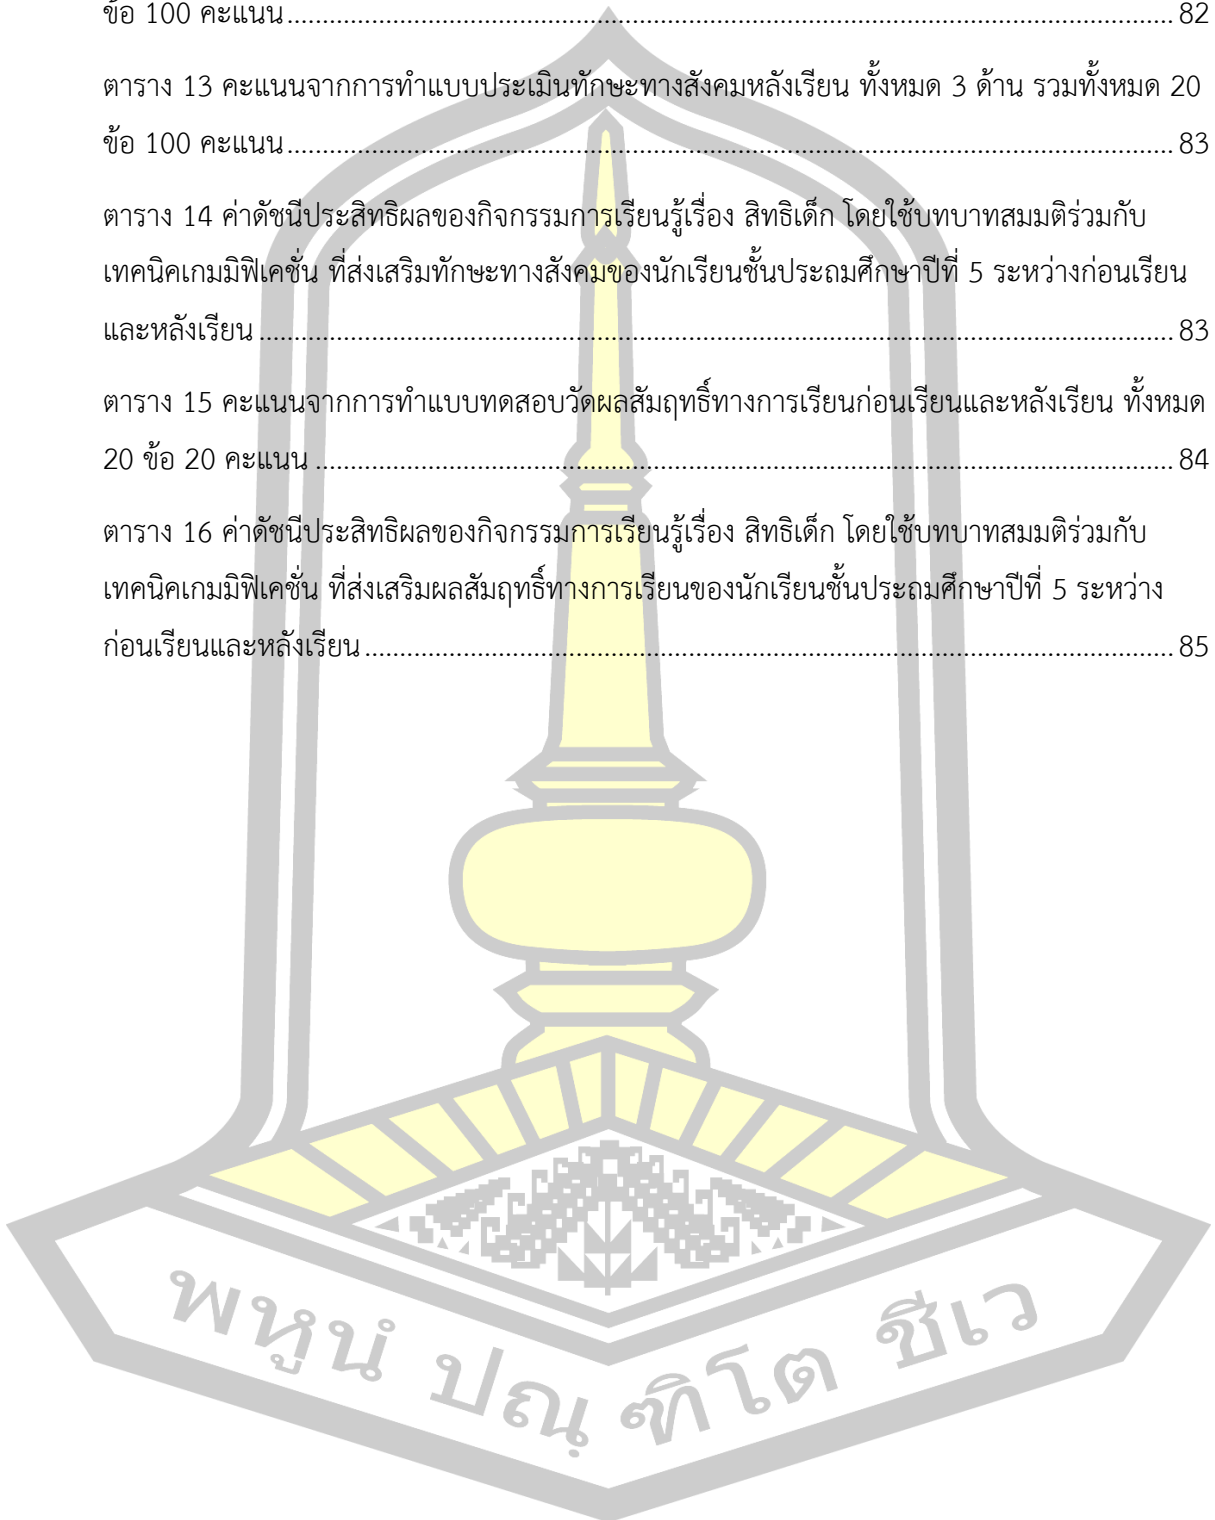 ข้อ 100 คะแนน........................................................................................................................ 82
ตาราง 13 คะแนนจากการทำแบบประเมินทักษะทางสังคมหลังเรียน ทั้งหมด 3 ด้าน รวมทั้งหมด 20
ข้อ 100 คะแนน........................................................................................................................ 83
ตาราง 14 ค่าดัชนีประสิทธิผลของกิจกรรมการเรียนรู้เรื่อง สิทธิเด็ก โดยใช้บทบาทสมมติร่วมกับ
เทคนิคเกมมิฟิเคชั่น ที่ส่งเสริมทักษะทางสังคมของนักเรียนชั้นประถมศึกษาปีที่ 5 ระหว่างก่อนเรียน
และหลังเรียน............................................................................................................................ 83
ตาราง 15 คะแนนจากการทำแบบทดสอบวัดผลสัมฤทธิ์ทางการเรียนก่อนเรียนและหลังเรียน ทั้งหมด
20 ข้อ 20 คะแนน.................................................................................................................... 84
ตาราง 16 ค่าดัชนีประสิทธิผลของกิจกรรมการเรียนรู้เรื่อง สิทธิเด็ก โดยใช้บทบาทสมมติร่วมกับ
เทคนิคเกมมิฟิเคชั่น ที่ส่งเสริมผลสัมฤทธิ์ทางการเรียนของนักเรียนชั้นประถมศึกษาปีที่ 5 ระหว่าง
ก่อนเรียนและหลังเรียน............................................................................................................. 85
พหูนํ ปณฺฑิโต ชีเว